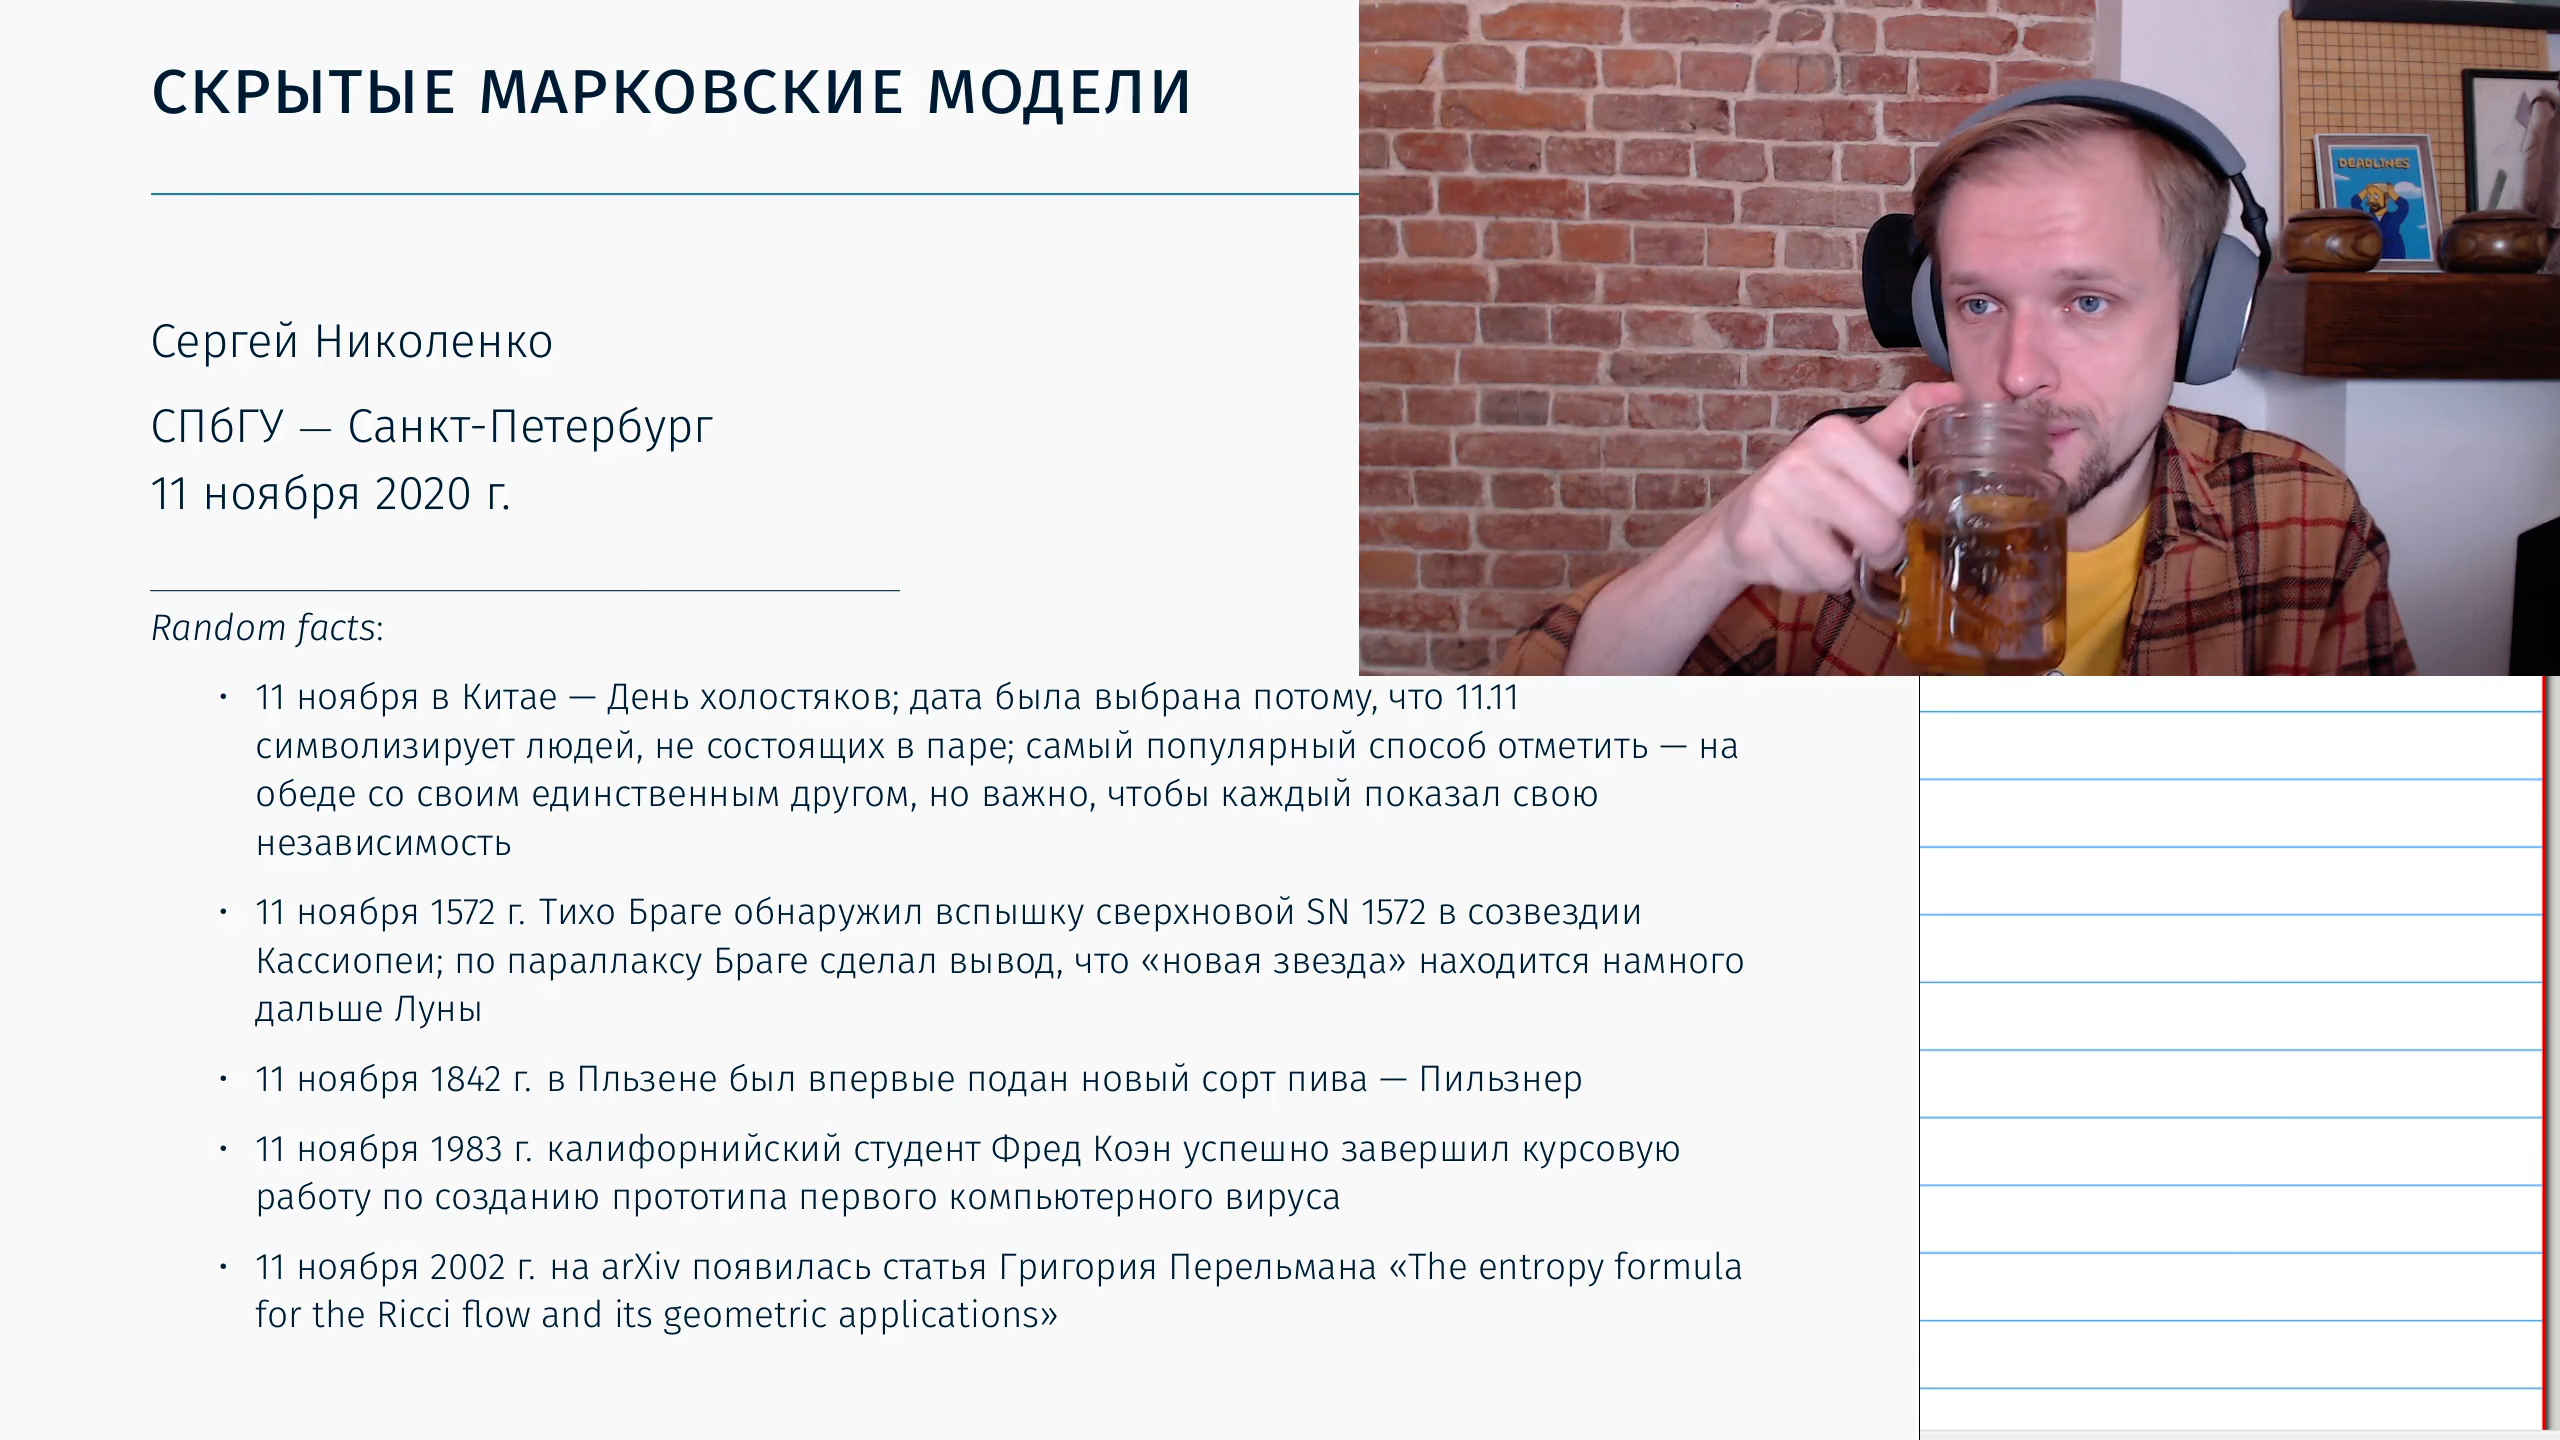 СКРЫТЫЕ МАРКОВСКИЕ МОДЕЛИ
Сергей Николенко
СПбГУ — Санкт-Петербург
11 ноября 2020 г.
Random facts:
• 11 ноября в Китае — День холостяков; дата была выбрана потому, что 11.11
символизирует людей, не состоящих в паре; самый популярный способ отметить — на
обеде со своим единственным другом, но важно, чтобы каждый показал свою
независимость
• 11 ноября 1572 г. Тихо Браге обнаружил вспышку сверхновой SN 1572 в созвездии
Кассиопеи; по параллаксу Браге сделал вывод, что «новая звезда» находится намного
дальше Луны
• 11 ноября 1842 г. в Пльзене был впервые подан новый сорт пива — Пильзнер
• 11 ноября 1983 г. калифорнийский студент Фред Коэн успешно завершил курсовую
работу по созданию прототипа первого компьютерного вируса
• 11 ноября 2002 г. на arXiv появилась статья Григория Перельмана «The entropy formula
for the Ricci flow and its geometric applications»
DEADLINES